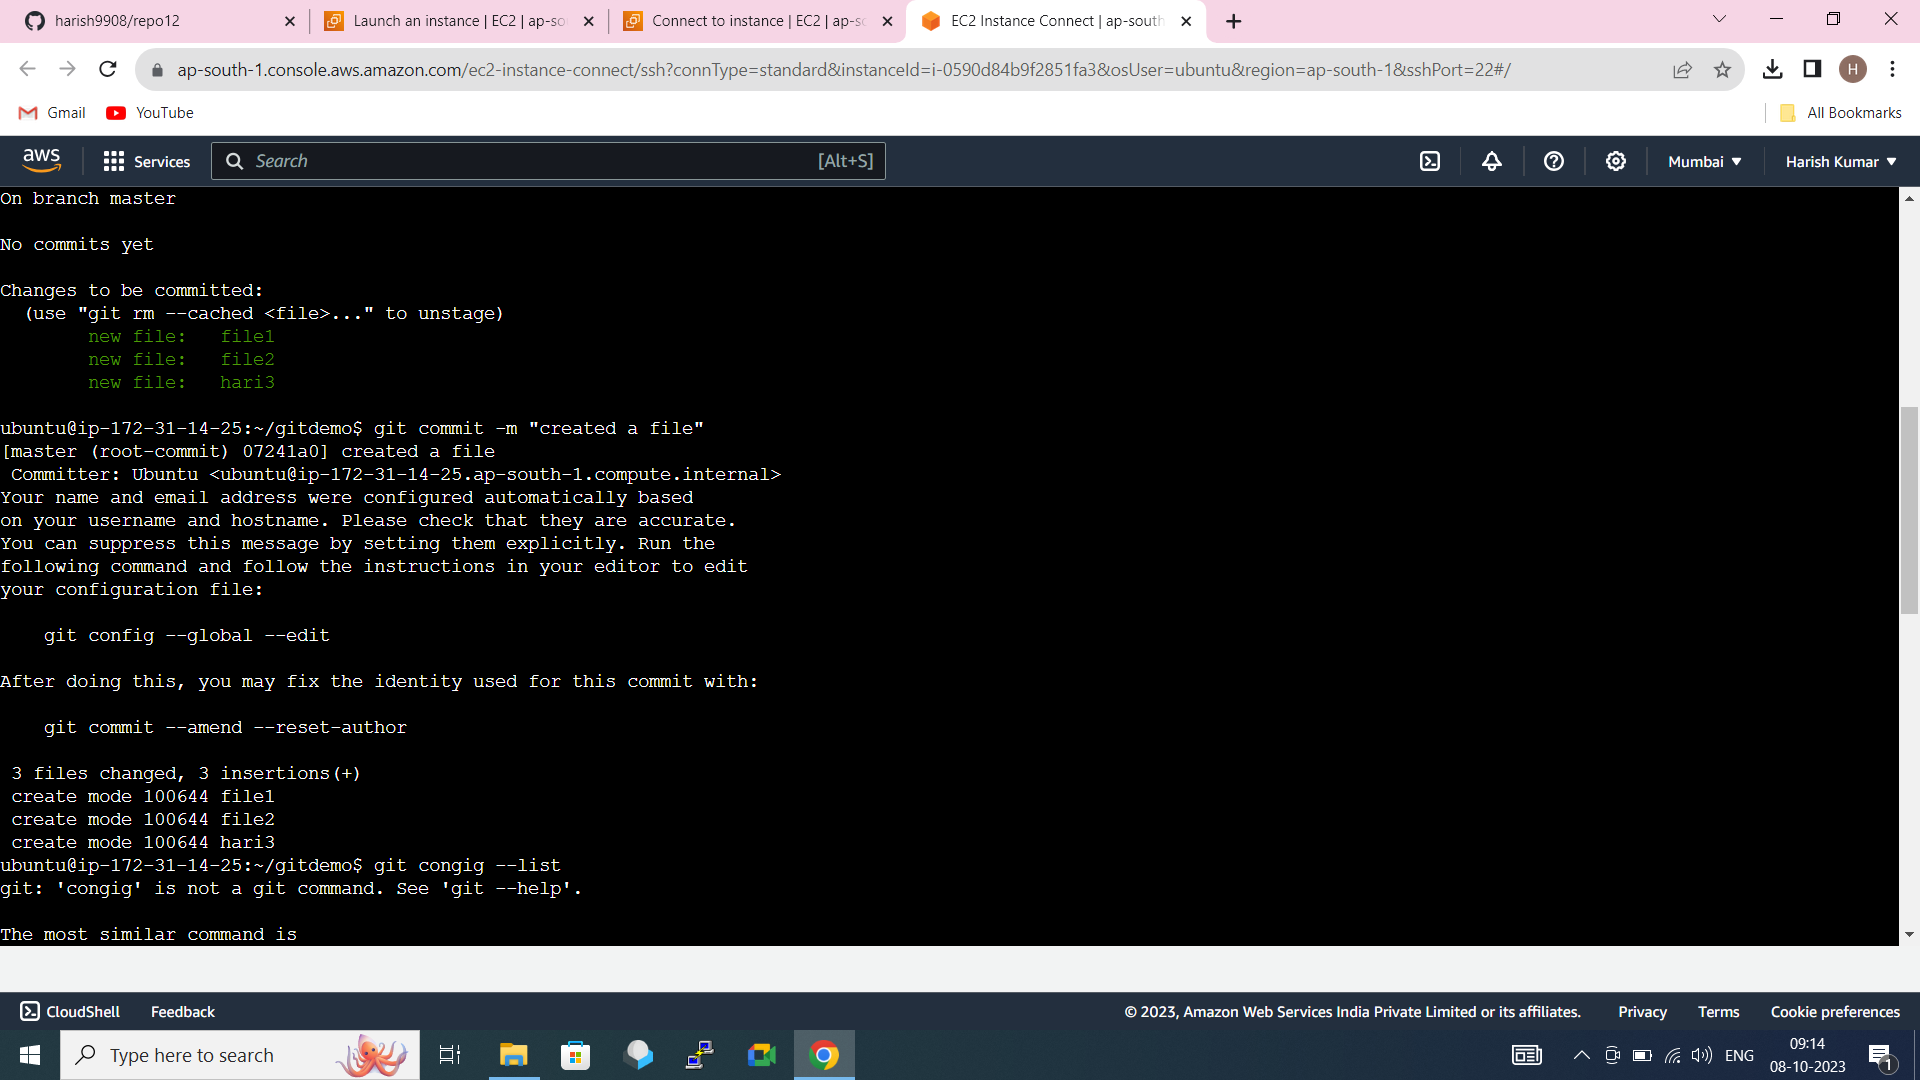 harish9908/repo12
Launch an instance | EC2 | ap-so
Connect to instance | EC2 | ap-so
EC2 Instance Connect | ap-south
ap-south-1.console.aws.amazon.com/ec2-instance-connect/ssh?connType=standard&instanceId=i-0590d84b9f2851fa3&osUser=ubuntu&region=ap-south-1&sshPort=22#/
H
Gmail
YouTube
All Bookmarks
aws
Services
Search
[Alt+S]
Mumbai
Harish Kumar
On branch master
No commits yet
Changes to be committed:
(use "git rm --cached <file>..." to unstage)
new file: file1
new file: file2
new file: hari3
ubuntu@ip-172-31-14-25:~/gitdemo$ git commit -m "created a file"
[master (root-commit) 07241a0] created a file
Committer: Ubuntu <ubuntu@ip-172-31-14-25.ap-south-1.compute.internal>
Your name and email address were configured automatically based
on your username and hostname. Please check that they are accurate.
You can suppress this message by setting them explicitly. Run the
following command and follow the instructions in your editor to edit
your configuration file:
git config --global --edit
After doing this, you may fix the identity used for this commit with:
git commit --amend --reset-author
3 files changed, 3 insertions(+)
create mode 100644 file1
create mode 100644 file2
create mode 100644 hari3
ubuntu@ip-172-31-14-25:~/gitdemo$ git congig --list
git: 'congig' is not a git command. See 'git --help'.
The most similar command is
CloudShell
Feedback
© 2023, Amazon Web Services India Private Limited or its affiliates.
Privacy
Terms
Cookie preferences
Type here to search
ENG
09:14
08-10-2023
1